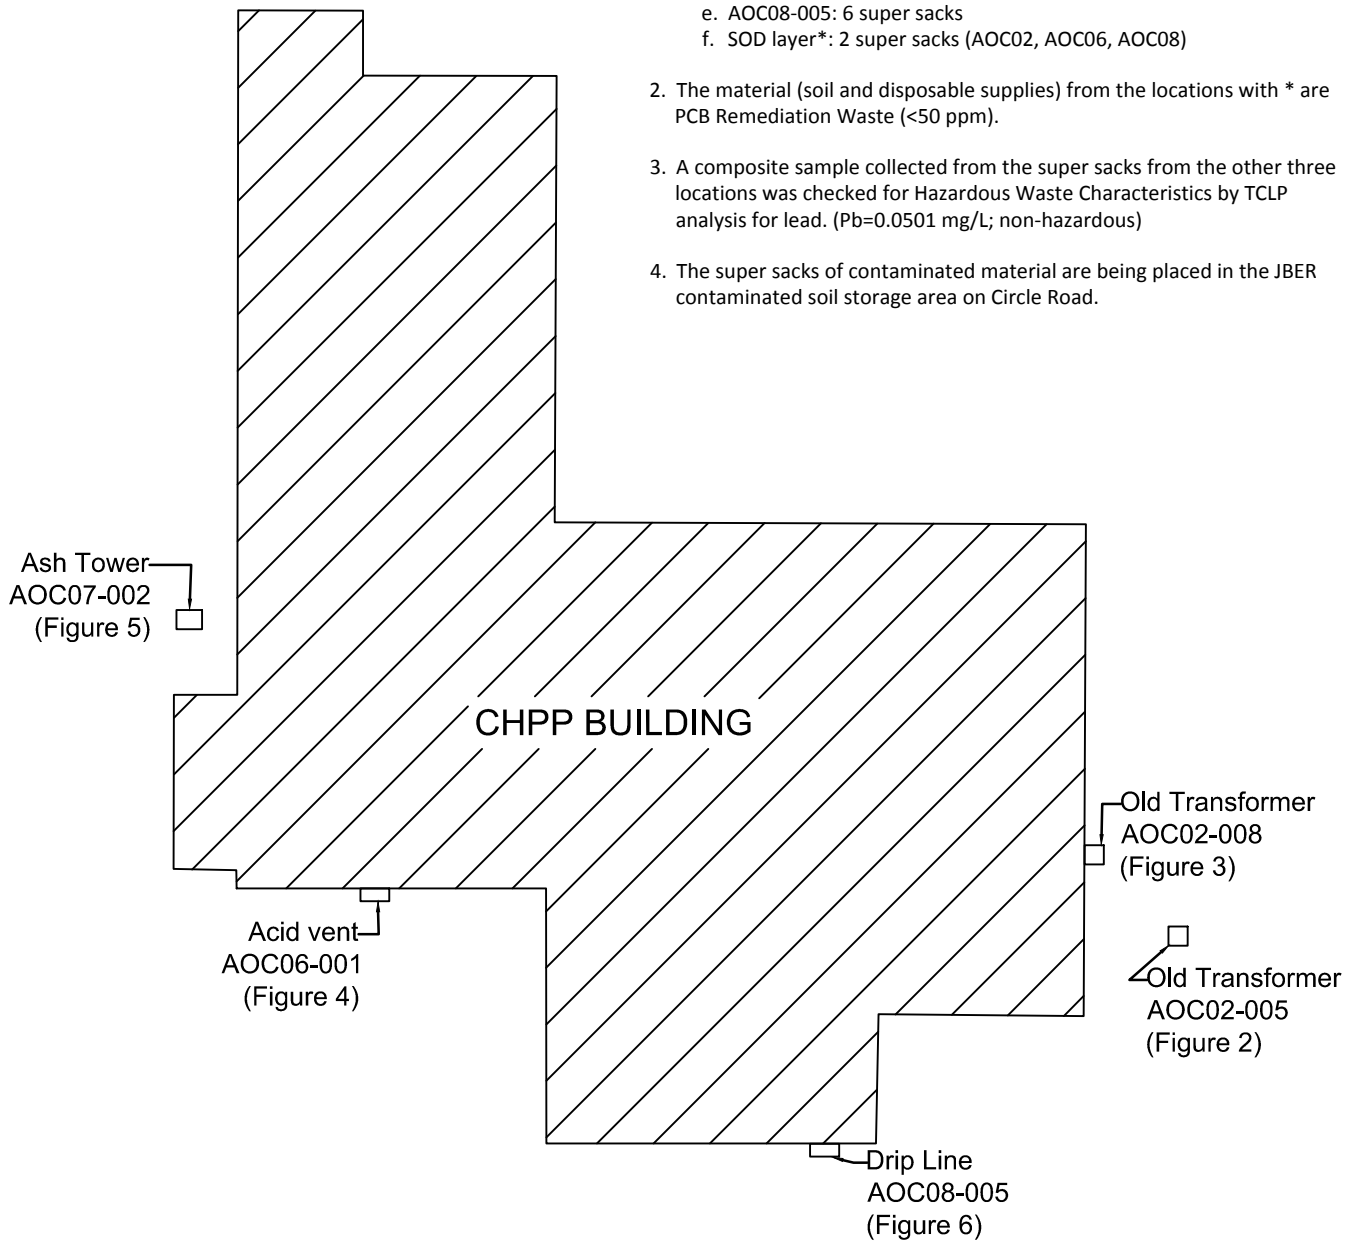 e. AOC08-005: 6 super sacks
f. SOD layer*: 2 super sacks (AOC02, AOC06, AOC08)
2. The material (soil and disposable supplies) from the locations with * are
PCB Remediation Waste (<50 ppm).
3. A composite sample collected from the super sacks from the other three
locations was checked for Hazardous Waste Characteristics by TCLP
analysis for lead. (Pb=0.0501 mg/L; non-hazardous)
4. The super sacks of contaminated material are being placed in the JBER
contaminated soil storage area on Circle Road.
Ash Tower
AOC07-002
(Figure 5)
CHPP BUILDING
Old Transformer
AOC02-008
(Figure 3)
Acid vent
AOC06-001
(Figure 4)
Old Transformer
AOC02-005
(Figure 2)
Drip Line
AOC08-005
(Figure 6)